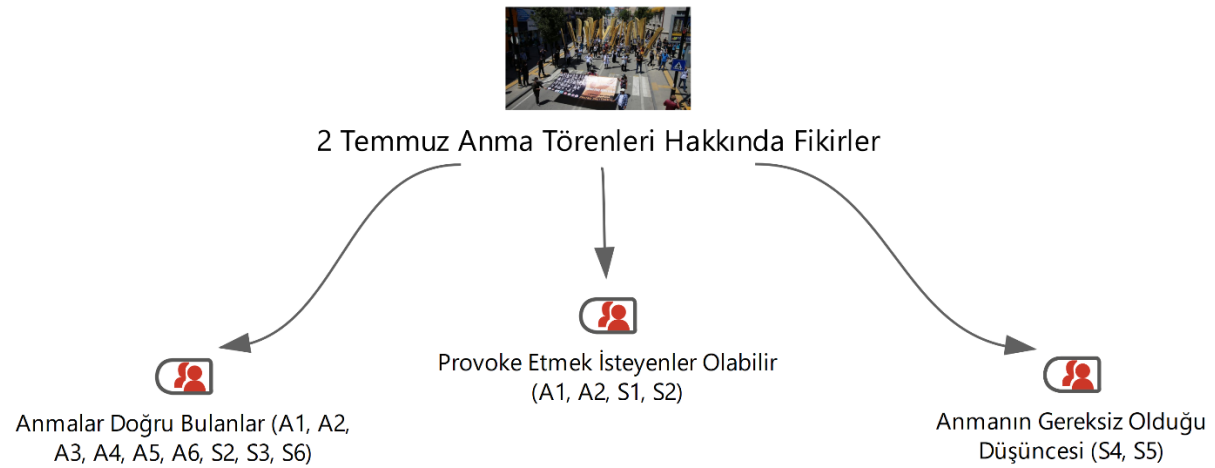 2 Temmuz Anma Törenleri Hakkında Fikirler
Provoke Etmek İsteyenler Olabilir
(A1, A2, S1, S2)
Anmalar Doğru Bulanlar (A1, A2,
A3, A4, A5, A6, S2, S3, S6)
Anmanın Gereksiz Olduğu
Düşüncesi (S4, S5)